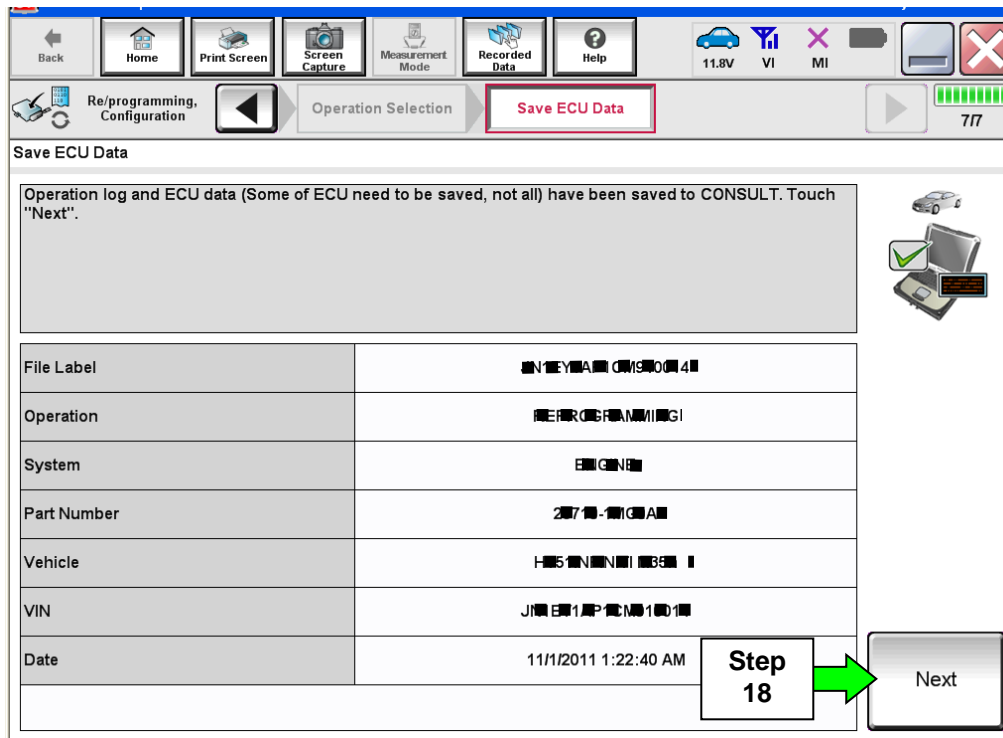 Back
Home
Print Screen
Screen
Capture
Measurement
Mode
Recorded
Data
Help
11.8V
VI
MI
Re/programming,
Configuration
Operation Selection
Save ECU Data
7/7
Save ECU Data
Operation log and ECU data (Some of ECU need to be saved, not all) have been saved to CONSULT. Touch
"Next".
File Label
Operation
System
Part Number
Vehicle
VIN
Date 11/1/2011 1:22:40 AM
Step
18
Next